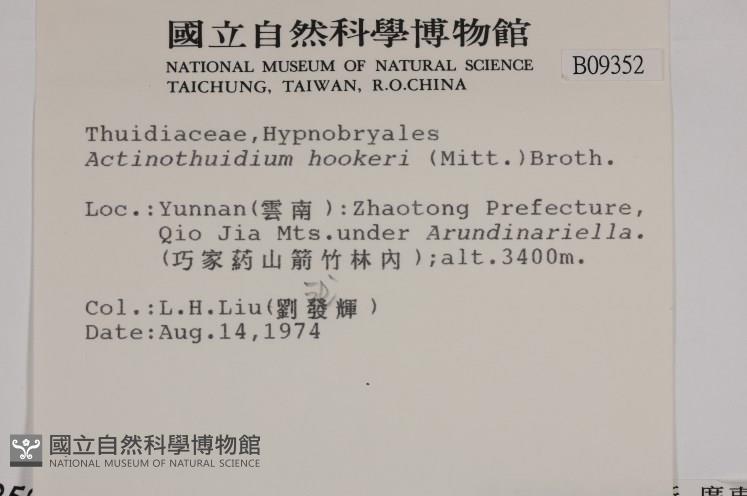 國立自然科學博物館
NATIONAL MUSEUM OF NATURAL SCIENCE
TAICHUNG, TAIWAN, R.O.CHINA
B09352
Thuidiaceae,Hypnobryales
Actinothuidium hookeri (Mitt.)Broth.
Loc.:Yunnan(雲南):Zhaotong Prefecture,
Qio Jia Mts.under Arundinariella.
(巧家葯山箭竹林內);alt.3400m.
Col.:L.H.Liu(劉發輝)
Date:Aug.14,1974
國立自然科學博物館
NATIONAL MUSEUM OF NATURAL SCIENCE